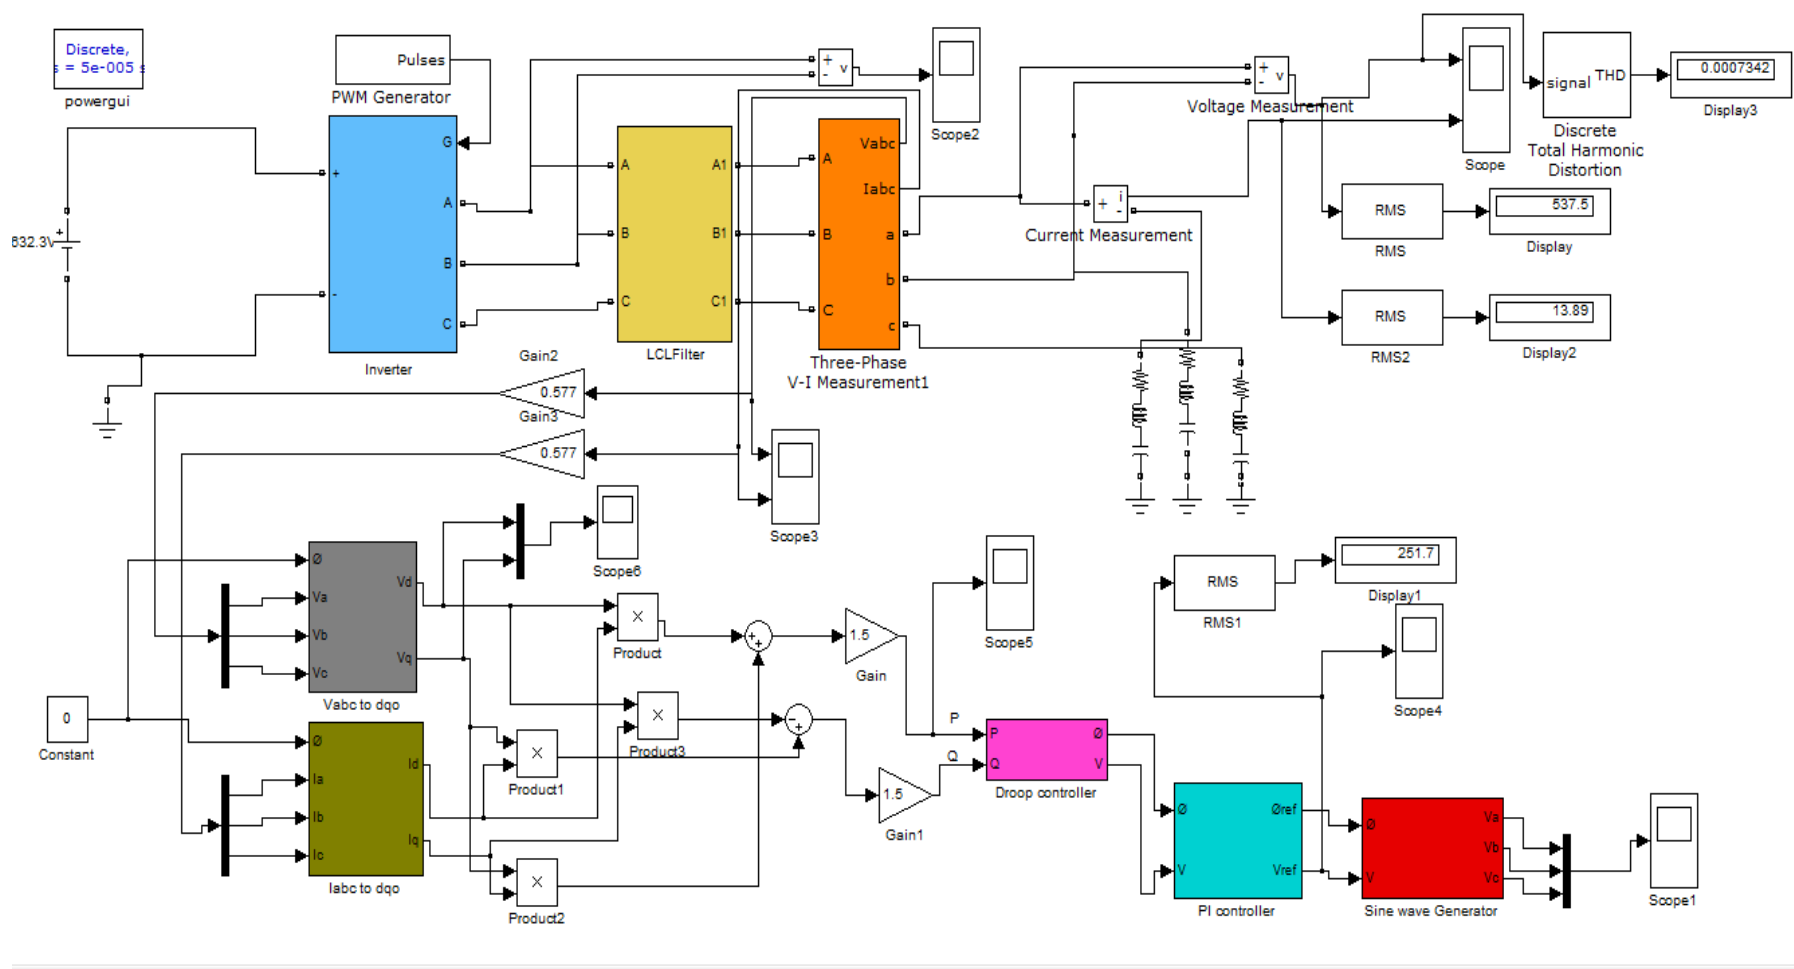 Discrete,
s = 5e-005 s
powergui
Pulses
PWM Generator
632.3V
+
+
-
G
A
B
C
Inverter
A
B
C
A1
B1
C1
LCLFilter
A
B
C
Vabc
Iabc
a
b
c
Three-Phase
V-I Measurement1
+
-
v
Scope2
+
-
v
Voltage Measurement
+
i
-
Current Measurement
Scope
signal
THD
Discrete
Total Harmonic
Distortion
0.0007342
Display3
RMS
RMS
537.5
Display
RMS
RMS2
13.89
Display2
Gain2
0.577
Gain3
0.577
Scope3
Scope6
Ø
Va
Vb
Vc
Vd
Vq
Vabc to dqo
0
Constant
Ø
Ia
Ib
Ic
Id
Iq
Iabc to dqo
×
Product
×
Product3
×
Product1
×
Product2
+
+
-
+
1.5
Gain
1.5
Gain1
Scope5
P
Q
P
Q
Ø
V
Droop controller
RMS
RMS1
251.7
Display1
Scope4
Ø
V
Øref
Vref
PI controller
Ø
V
Va
Vb
Vc
Sine wave Generator
Scope1